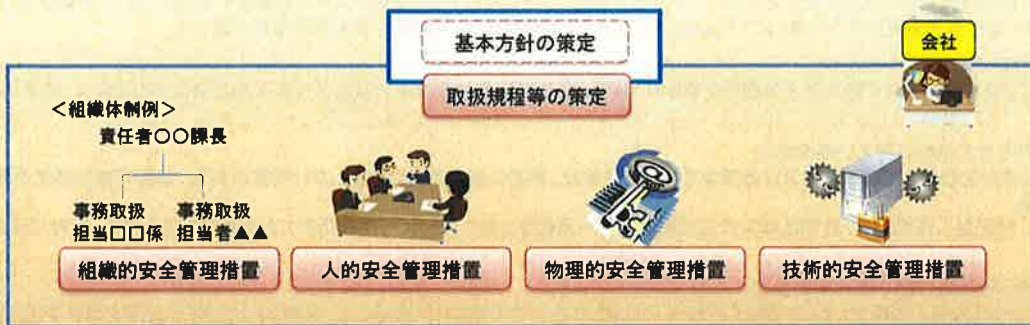 基本方針の策定
会社
取扱規程等の策定
＜組織体制例＞
責任者〇〇課長
事務取扱 事務取扱
担当□□係 担当者▲▲
組織的安全管理措置 人的安全管理措置 物理的安全管理措置 技術的安全管理措置